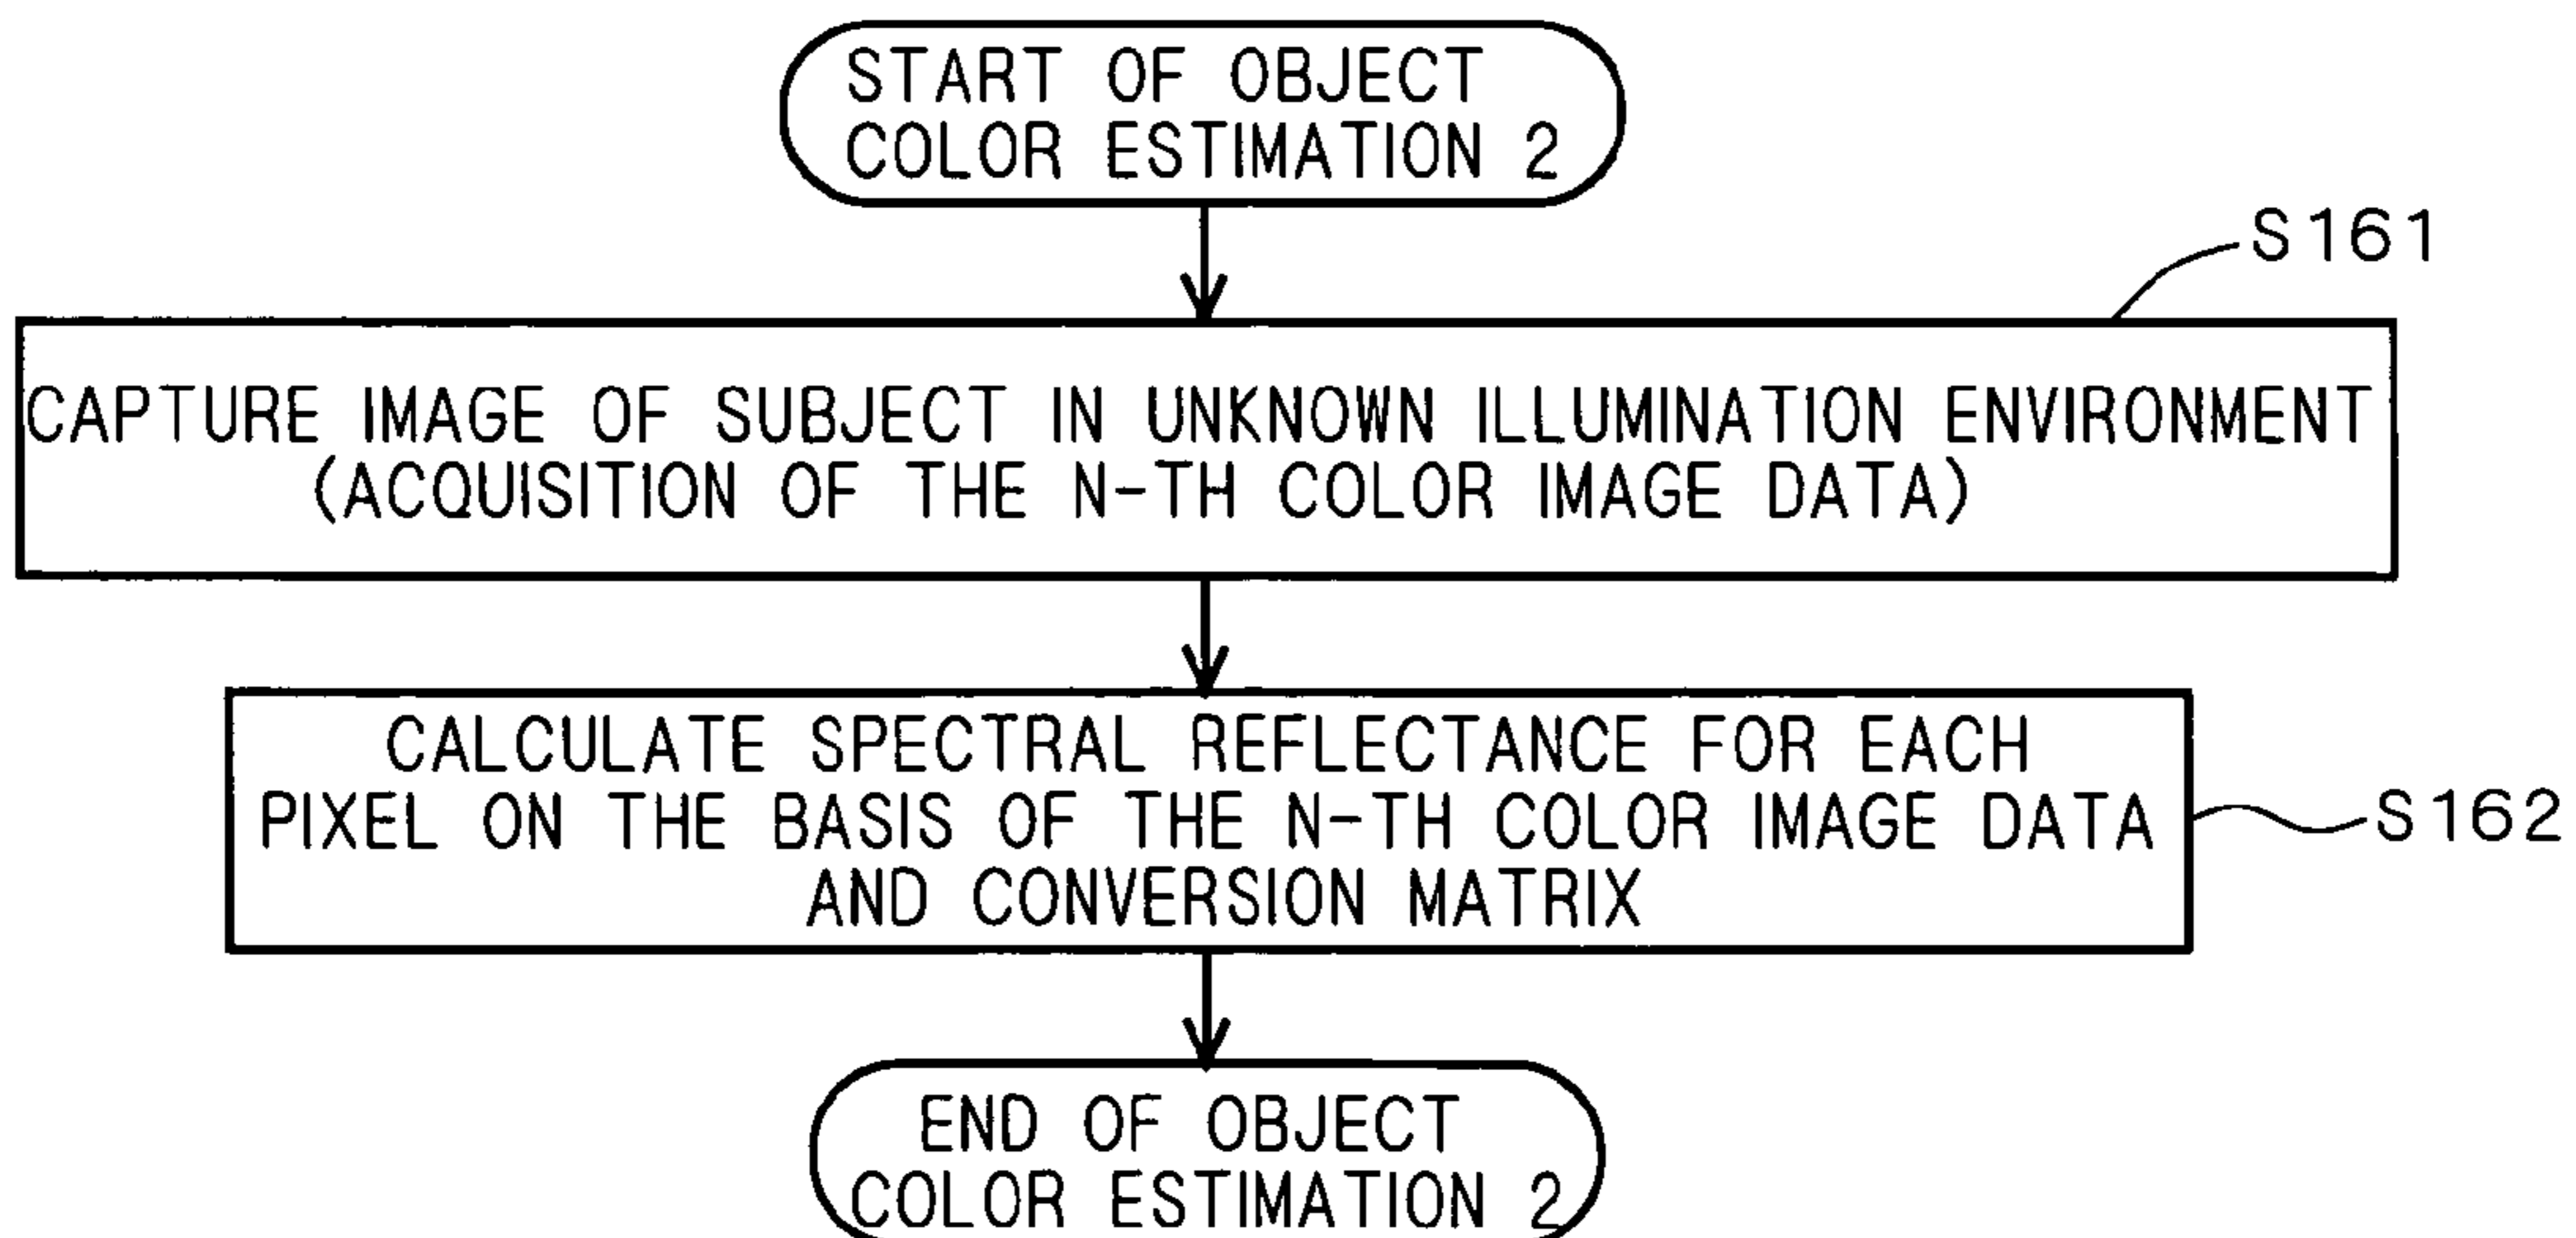 START OF OBJECT
COLOR ESTIMATION 2
S161
CAPTURE IMAGE OF SUBJECT IN UNKNOWN ILLUMINATION ENVIRONMENT
(ACQUISITION OF THE N-TH COLOR IMAGE DATA)
CALCULATE SPECTRAL REFLECTANCE FOR EACH
PIXEL ON THE BASIS OF THE N-TH COLOR IMAGE DATA
AND CONVERSION MATRIX
S162
END OF OBJECT
COLOR ESTIMATION 2